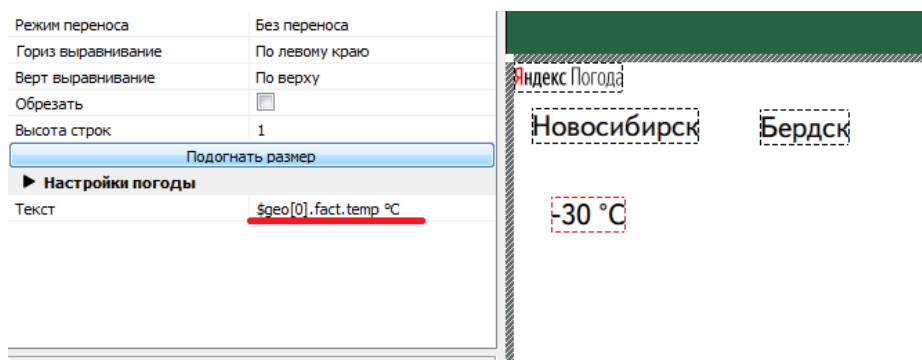 Режим переноса Без переноса
Гориз выравнивание По левому краю
Верт выравнивание По верху
Обрезать
Высота строк 1
Подогнать размер
Настройки погоды
Текст $geo[0].fact.temp ºC
Яндекс Погода
Новосибирск Бердск
-30 °C